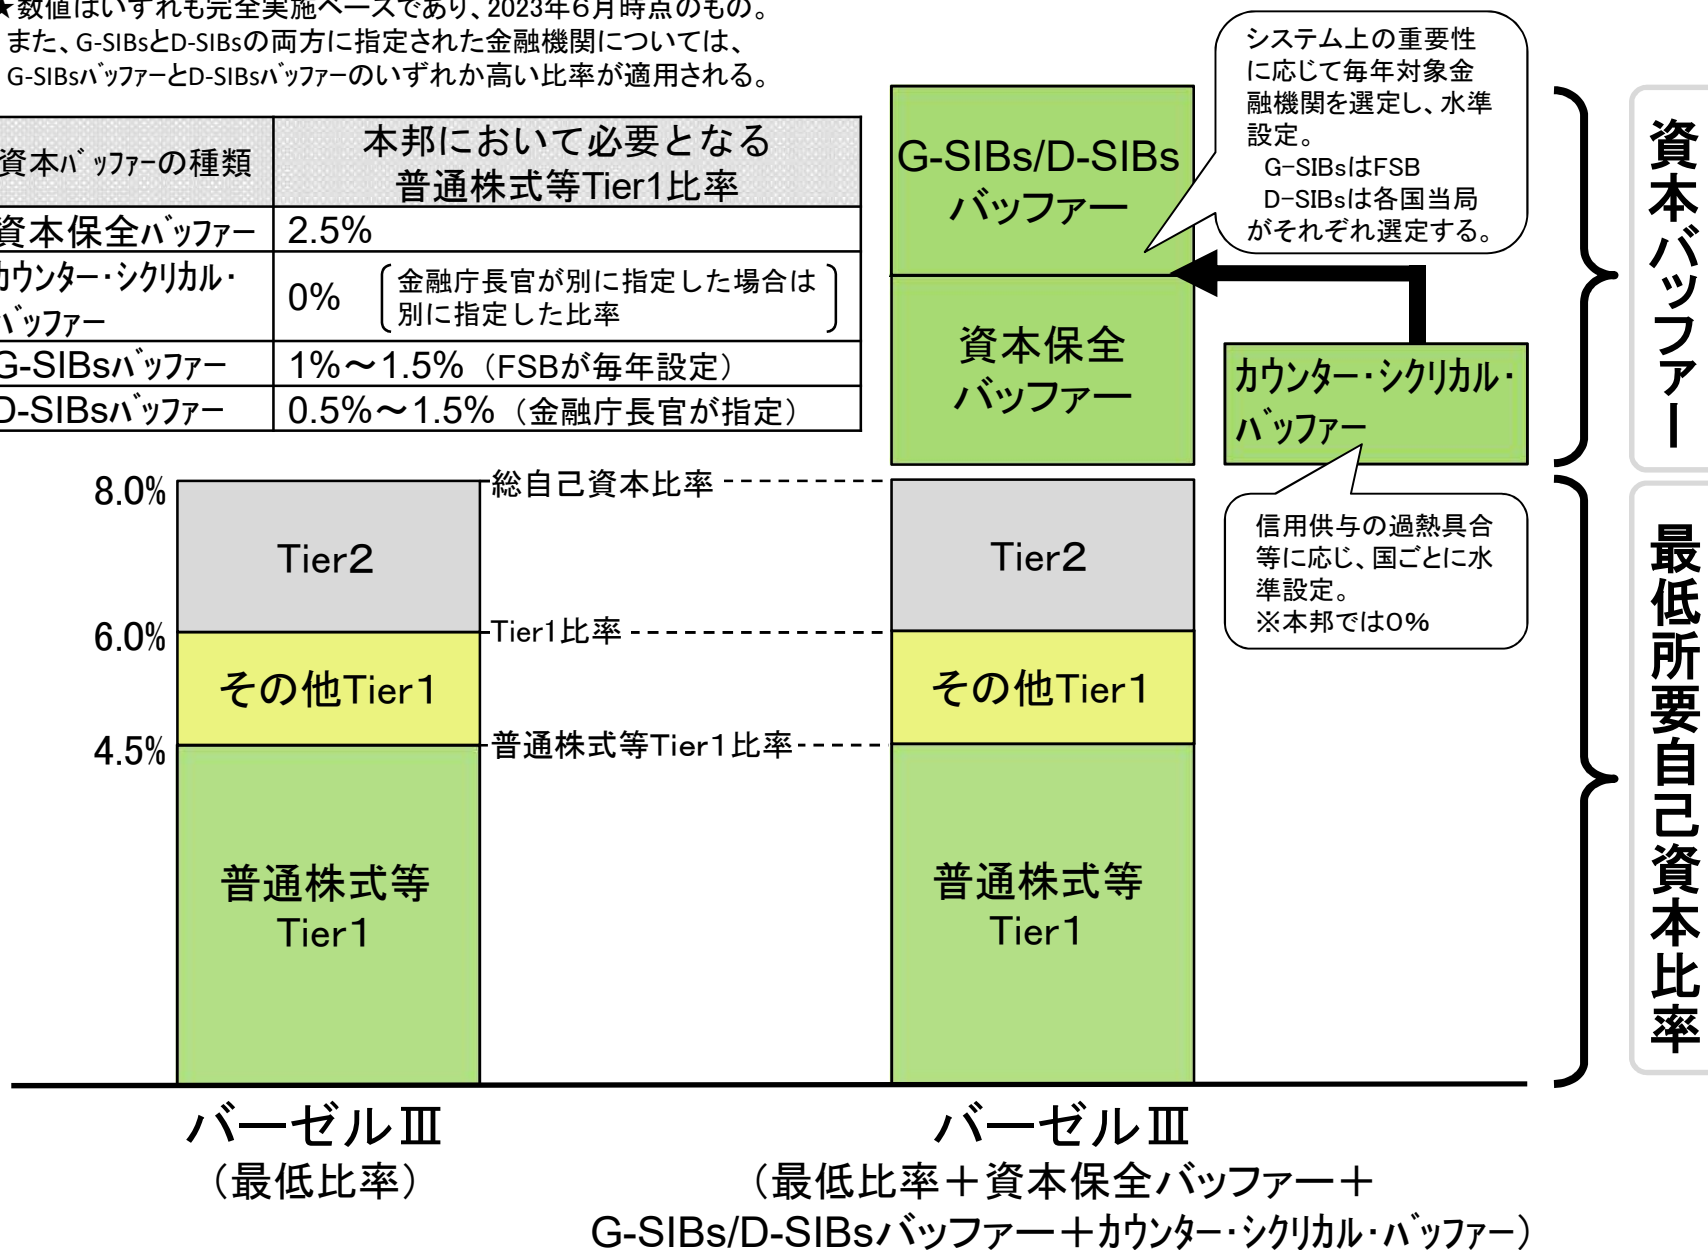 ★数値はいずれも完全実施ベースであり、2023年６月時点のもの。
また、G-SIBsとD-SIBsの両方に指定された金融機関については、
G-SIBsﾊﾞｯﾌｧｰとD-SIBsﾊﾞｯﾌｧｰのいずれか高い比率が適用される。
資本ﾊﾞｯﾌｧｰの種類
本邦において必要となる
普通株式等Tier1比率
資本保全ﾊﾞｯﾌｧｰ
2.5%
ｶｳﾝﾀｰ・ｼｸﾘｶﾙ・
ﾊﾞｯﾌｧｰ
0%
金融庁長官が別に指定した場合は
別に指定した比率
G-SIBsﾊﾞｯﾌｧｰ
1%～1.5%（FSBが毎年設定）
D-SIBsﾊﾞｯﾌｧｰ
0.5%～1.5%（金融庁長官が指定）
G-SIBs/D-SIBs
バッファー
システム上の重要性
に応じて毎年対象金
融機関を選定し、水準
設定。
G-SIBsはFSB
D-SIBsは各国当局
がそれぞれ選定する。
資本保全
バッファー
ｶｳﾝﾀｰ・ｼｸﾘｶﾙ・
ﾊﾞｯﾌｧｰ
信用供与の過熱具合
等に応じ、国ごとに水
準設定。
※本邦では０％
資本バッファー
最低所要自己資本比率
8.0%
総自己資本比率
Tier２
Tier２
6.0%
Tier1比率
その他Tier１
その他Tier１
4.5%
普通株式等Tier１比率
普通株式等
Tier１
普通株式等
Tier１
バーゼルⅢ
（最低比率）
バーゼルⅢ
（最低比率＋資本保全バッファー＋
G-SIBs/D-SIBsバッファー＋ｶｳﾝﾀｰ・ｼｸﾘｶﾙ・ﾊﾞｯﾌｧｰ）